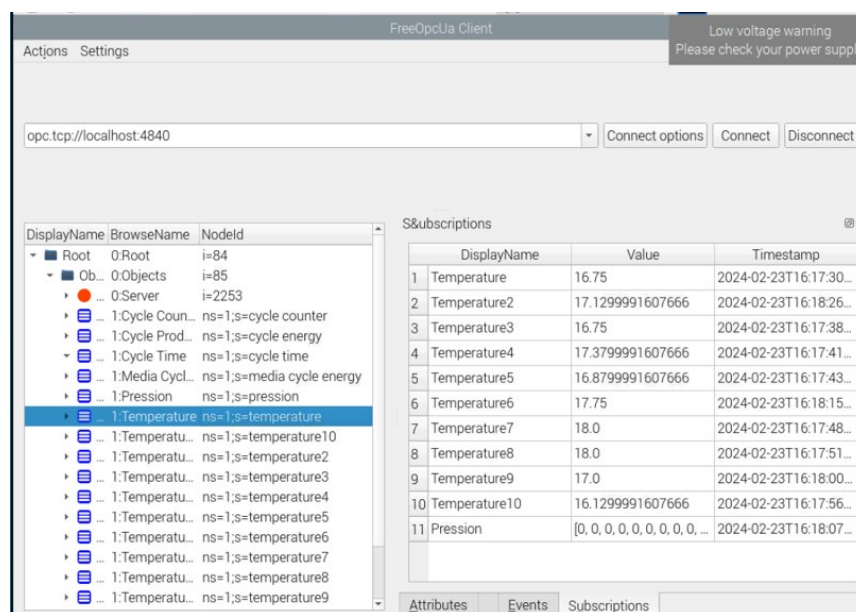 FreeOpcUa Client
Low voltage warning
Please check your power suppl
Actions Settings
opc.tcp://localhost:4840 Connect options Connect Disconnect
S&ubscriptions
DisplayName BrowseName NodeId
Root 0:Root i=84
Ob... 0:Objects i=85
... 0:Server i=2253
... 1:Cycle Coun... ns=1;s=cycle counter
... 1:Cycle Prod... ns=1;s=cycle energy
... 1:Cycle Time ns=1;s=cycle time
... 1:Media Cycl... ns=1;s=media cycle energy
... 1:Pression ns=1;s=pression
... 1:Temperature ns=1;s=temperature
... 1:Temperatu... ns=1;s=temperature10
... 1:Temperatu... ns=1;s=temperature2
... 1:Temperatu... ns=1;s=temperature3
... 1:Temperatu... ns=1;s=temperature4
... 1:Temperatu... ns=1;s=temperature5
... 1:Temperatu... ns=1;s=temperature6
... 1:Temperatu... ns=1;s=temperature7
... 1:Temperatu... ns=1;s=temperature8
... 1:Temperatu... ns=1;s=temperature9
DisplayName Value Timestamp
1 Temperature 16.75 2024-02-23T16:17:30...
2 Temperature2 17.1299991607666 2024-02-23T16:18:26...
3 Temperature3 16.75 2024-02-23T16:17:38...
4 Temperature4 17.3799991607666 2024-02-23T16:17:41...
5 Temperature5 16.8799991607666 2024-02-23T16:17:43...
6 Temperature6 17.75 2024-02-23T16:18:15...
7 Temperature7 18.0 2024-02-23T16:17:48...
8 Temperature8 18.0 2024-02-23T16:17:51...
9 Temperature9 17.0 2024-02-23T16:18:00...
10 Temperature10 16.1299991607666 2024-02-23T16:17:56...
11 Pression [0, 0, 0, 0, 0, 0, 0, 0, 0, ... 2024-02-23T16:18:07...
Attributes Events Subscriptions